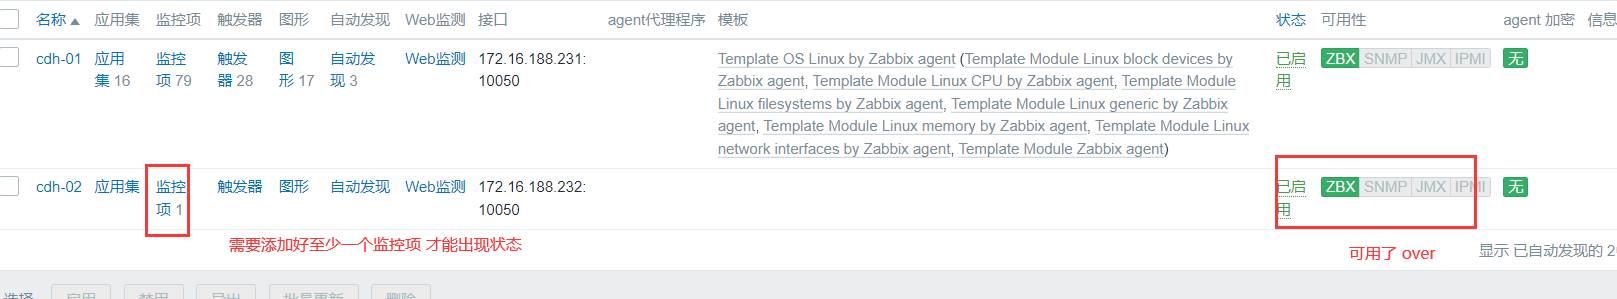 名称 应用集 监控项 触发器 图形 自动发现 Web监测 接口 agent代理程序 模板 状态 可用性 agent 加密 信息
cdh-01 应用 监控 触发 图 自动发 Web监测 172.16.188.231: Template OS Linux by Zabbix agent (Template Module Linux block devices by 已启 ZBX SNMP JMX IPMI 无
集 16 项 79 器 28 形 17 现 3 10050 Zabbix agent, Template Module Linux CPU by Zabbix agent, Template Module 用
Linux filesystems by Zabbix agent, Template Module Linux generic by Zabbix
agent, Template Module Linux memory by Zabbix agent, Template Module Linux
network interfaces by Zabbix agent, Template Module Zabbix agent)
cdh-02 应用集 监控 触发器 图形 自动发现 Web监测 172.16.188.232: 已启 ZBX SNMP JMX IPMI 无
项 1 10050 用
需要添加好至少一个监控项 才能出现状态
可用了 over
显示 已自动发现的
选择 启用 禁用 导出 批量更新 删除